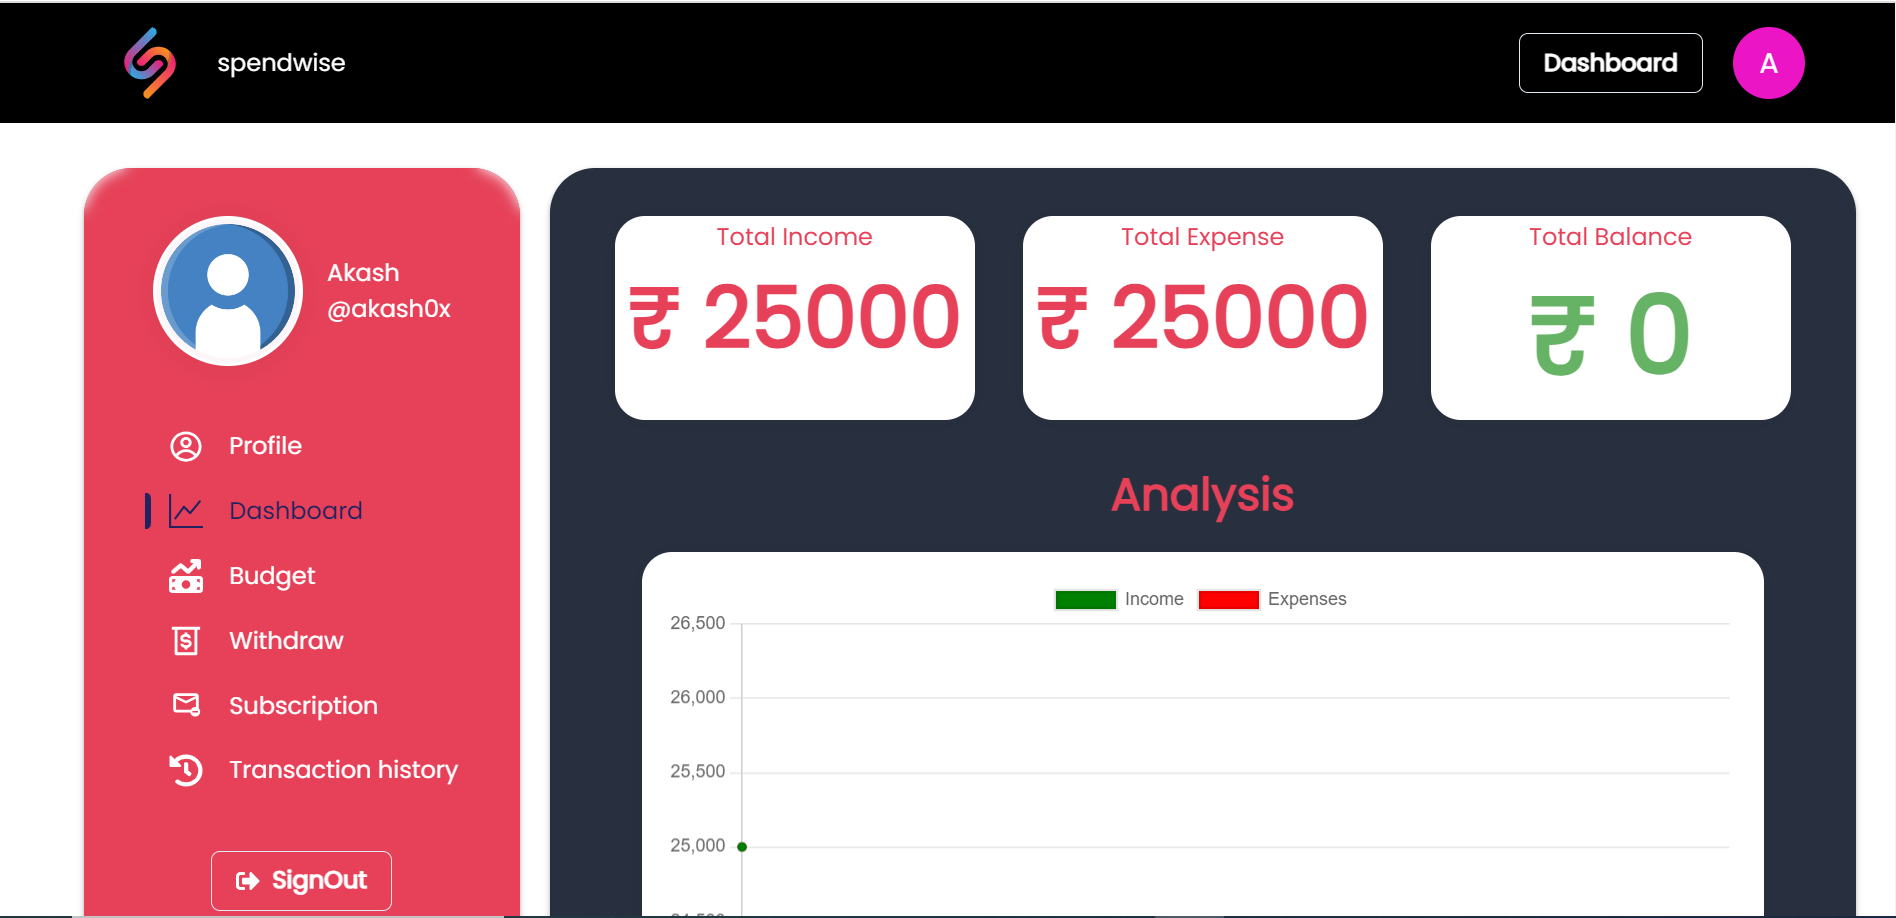 spendwise
Dashboard
A
Akash
@akash0x
Profile
Dashboard
Budget
Withdraw
Subscription
Transaction history
SignOut
Total Income
₹ 25000
Total Expense
₹ 25000
Total Balance
₹ 0
Analysis
Income
Expenses
26,500
26,000
25,500
25,000